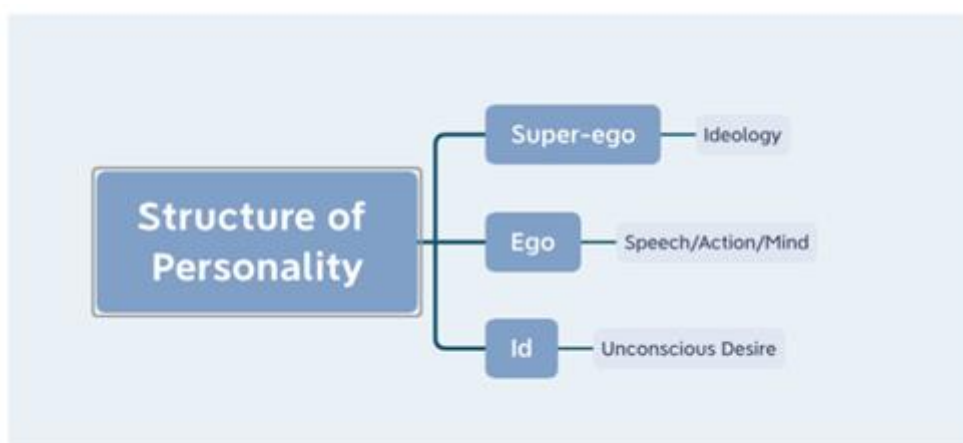 Structure of
Personality
Super-ego
Ideology
Ego
Speech/Action/Mind
Id
Unconscious Desire